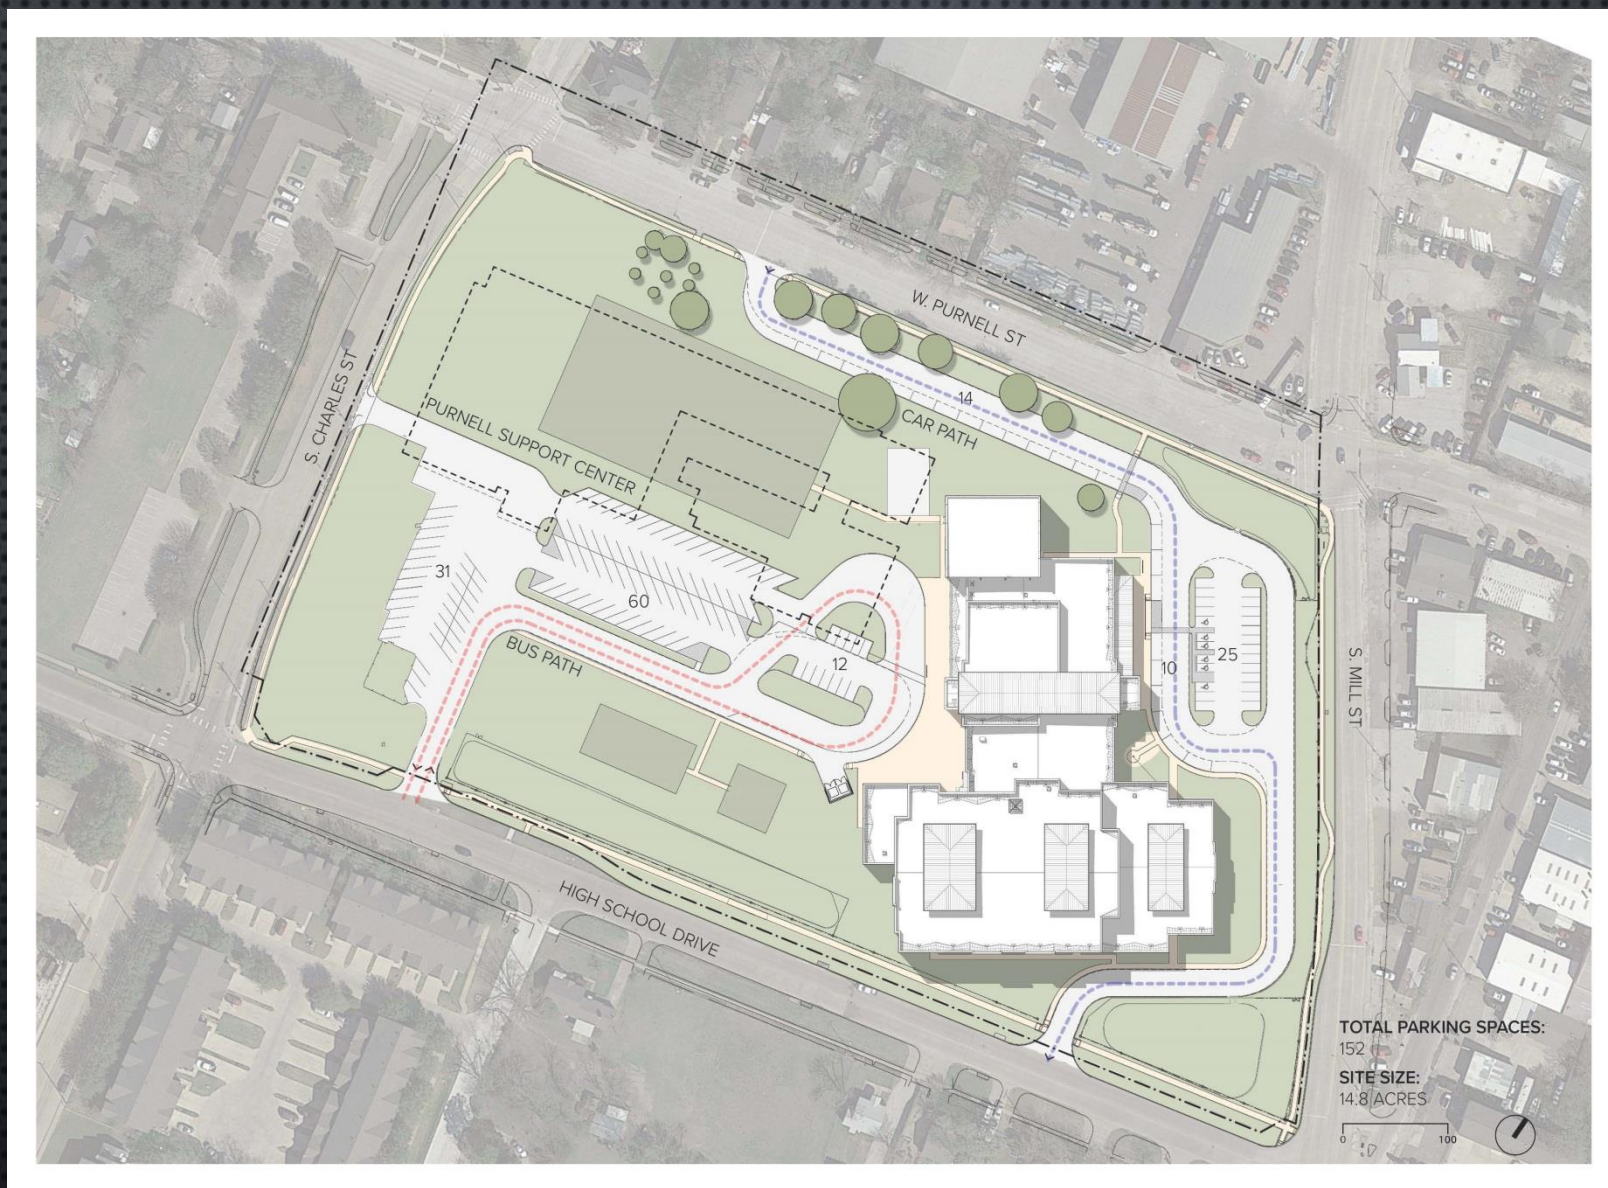 W. PURNELL ST
S. CHARLES ST
14
CAR PATH
PURNELL SUPPORT CENTER
31
60
BUS PATH
12
10
25
S. MILL ST
HIGH SCHOOL DRIVE
TOTAL PARKING SPACES:
152
SITE SIZE:
14.8 ACRES
0 100